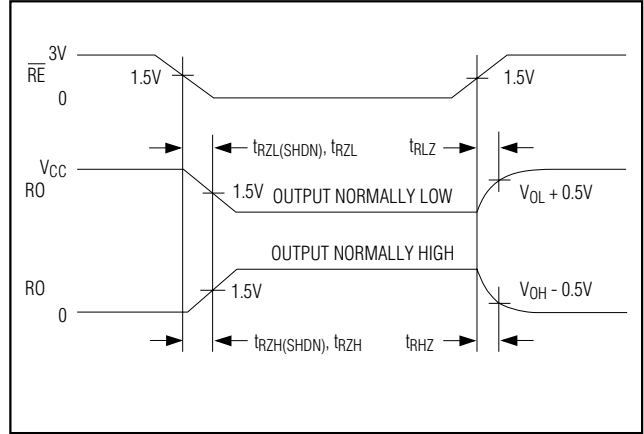 3V
RE
1.5V
1.5V
0
tRZL(SHDN), tRZL
tRLZ
VCC
RO
1.5V
OUTPUT NORMALLY LOW
VOL + 0.5V
OUTPUT NORMALLY HIGH
RO
1.5V
VOH - 0.5V
0
tRZH(SHDN), tRZH
tRHZ